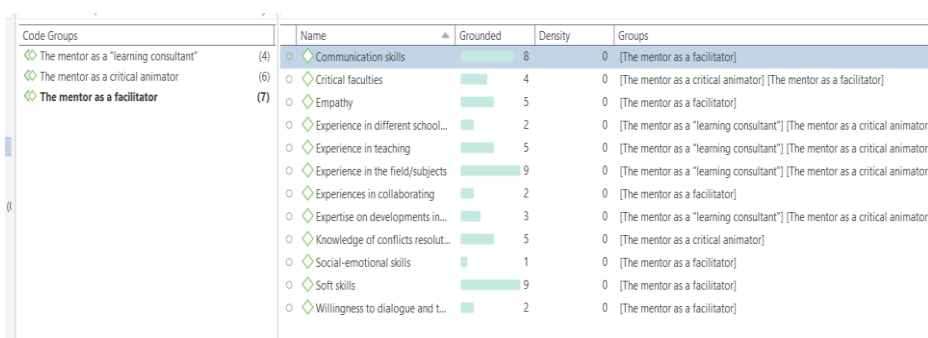 Code Groups
The mentor as a "learning consultant" (4)
The mentor as a critical animator (6)
The mentor as a facilitator (7)
Name Grounded Density Groups
Communication skills 8 0 [The mentor as a facilitator]
Critical faculties 4 0 [The mentor as a critical animator] [The mentor as a facilitator]
Empathy 5 0 [The mentor as a facilitator]
Experience in different school... 2 0 [The mentor as a "learning consultant"] [The mentor as a critical animator
Experience in teaching 5 0 [The mentor as a "learning consultant"] [The mentor as a critical animator
Experience in the field/subjects 9 0 [The mentor as a "learning consultant"] [The mentor as a critical animator
Experiences in collaborating 2 0 [The mentor as a facilitator]
Expertise on developments in... 3 0 [The mentor as a "learning consultant"] [The mentor as a critical animator
Knowledge of conflicts resolut... 5 0 [The mentor as a critical animator]
Social-emotional skills 1 0 [The mentor as a facilitator]
Soft skills 9 0 [The mentor as a facilitator]
Willingness to dialogue and t... 2 0 [The mentor as a facilitator]